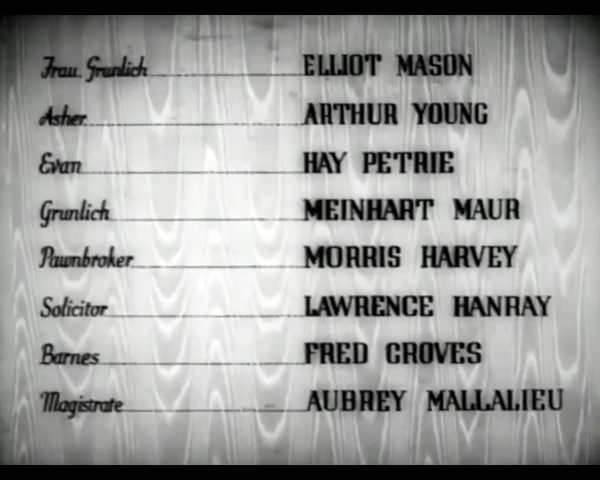 Frau. Grunlich ELLIOT MASON
Asher ARTHUR YOUNG
Evan HAY PETRIE
Grunlich MEINHART MAUR
Pawnbroker MORRIS HARVEY
Solicitor LAWRENCE HANRAY
Barnes FRED GROVES
Magistrate AUBREY MALLALIEU